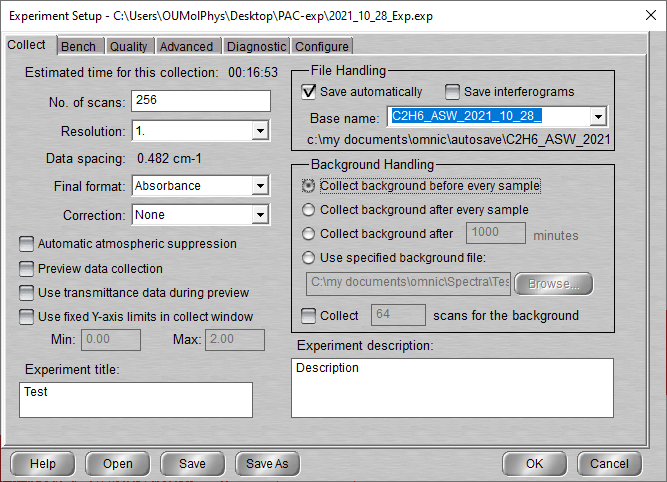 Experiment Setup - C:\Users\OUMolPhys\Desktop\PAC-exp\2021_10_28_Exp.exp
Collect Bench Quality Advanced Diagnostic Configure
Estimated time for this collection: 00:16:53
No. of scans: 256
Resolution: 1.
Data spacing: 0.482 cm-1
Final format: Absorbance
Correction: None
Automatic atmospheric suppression
Preview data collection
Use transmittance data during preview
Use fixed Y-axis limits in collect window
Min: 0.00 Max: 2.00
Experiment title:
Test
File Handling
Save automatically Save interferograms
Base name: C2H6_ASW_2021_10_28_
c:\my documents\omnic\autosave\C2H6_ASW_2021
Background Handling
Collect background before every sample
Collect background after every sample
Collect background after 1000 minutes
Use specified background file:
C:\my documents\omnic\Spectra\Tes Browse...
Collect 64 scans for the background
Experiment description:
Description
Help Open Save Save As OK Cancel